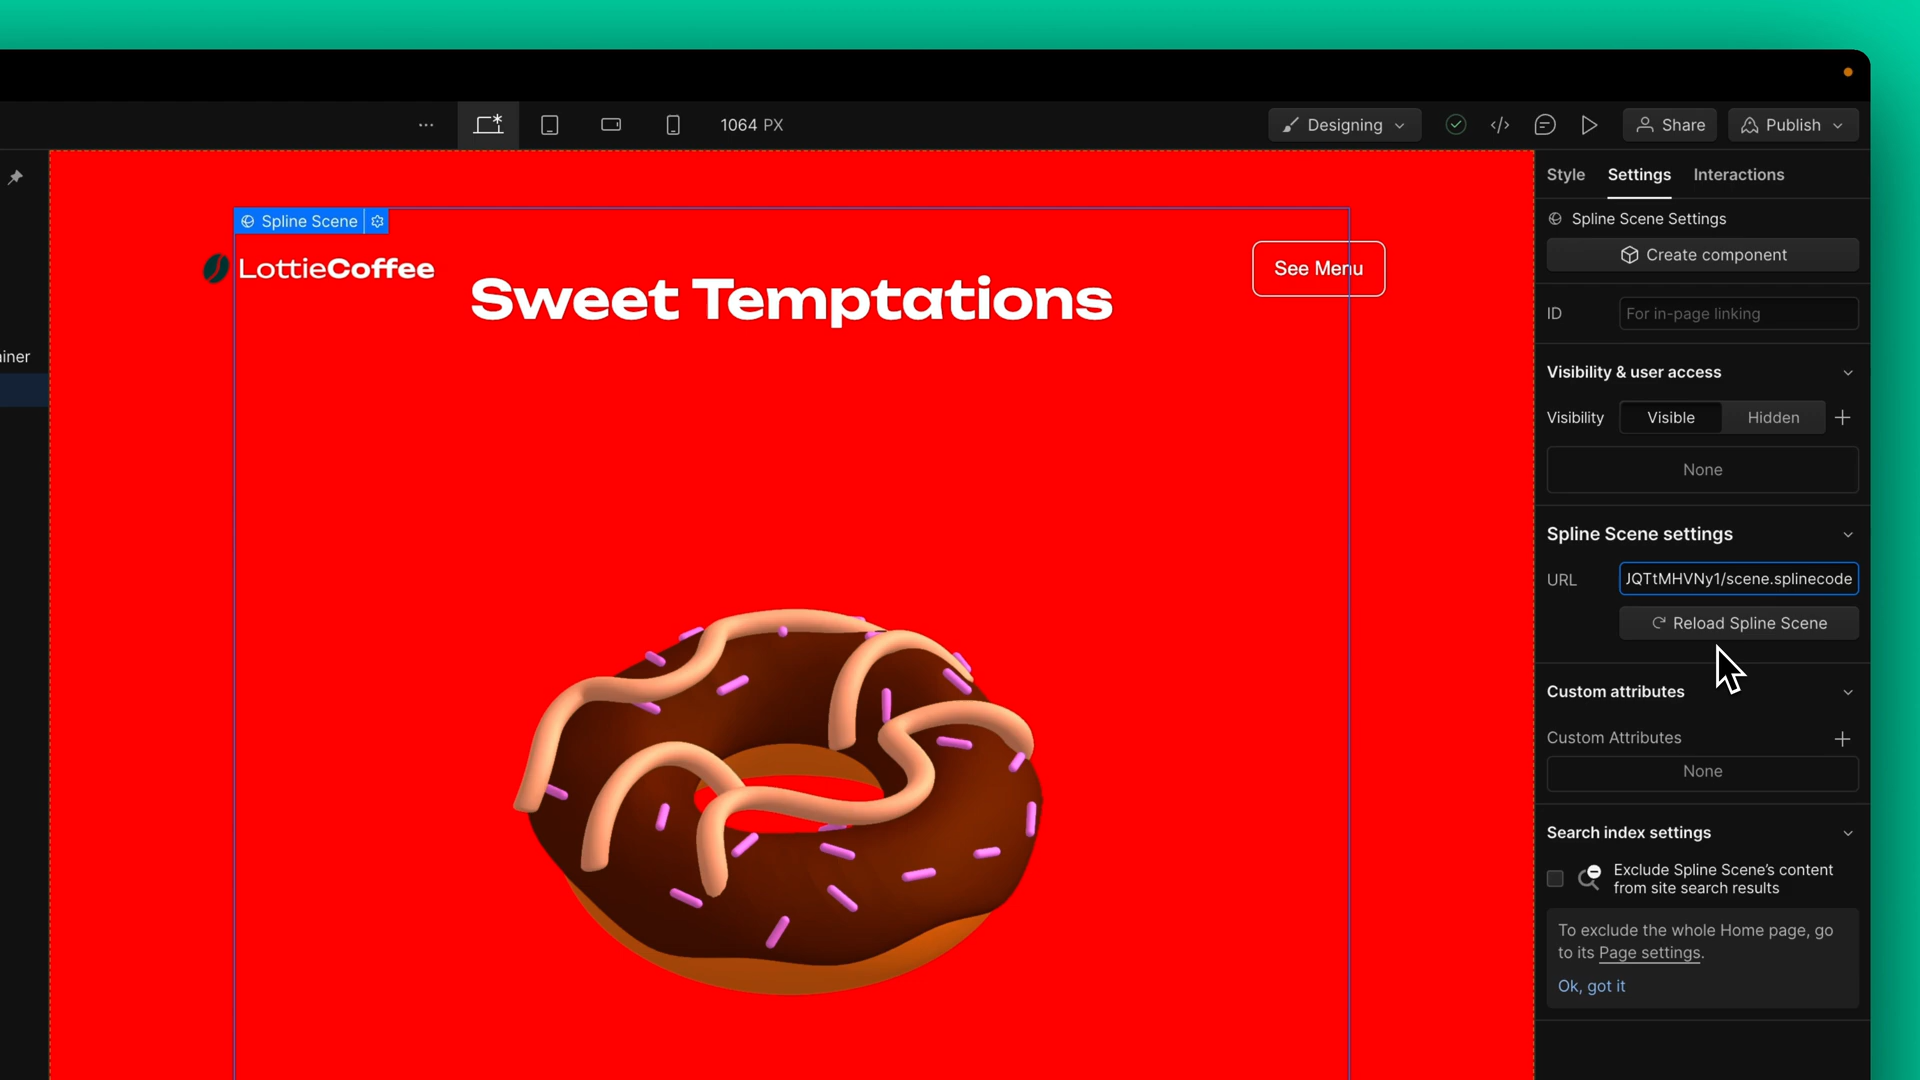 1064 PX
Designing
Share
Publish
Style
Settings
Interactions
Spline Scene Settings
Create component
ID
For in-page linking
Visibility & user access
Visibility
Visible
Hidden
None
Spline Scene settings
URL
JQTtMHVNy1/scene.splinecode
Reload Spline Scene
Custom attributes
Custom Attributes
None
Search index settings
Exclude Spline Scene's content
from site search results
To exclude the whole Home page, go
to its Page settings.
Ok, got it
Spline Scene
LottieCoffee
See Menu
Sweet Temptations